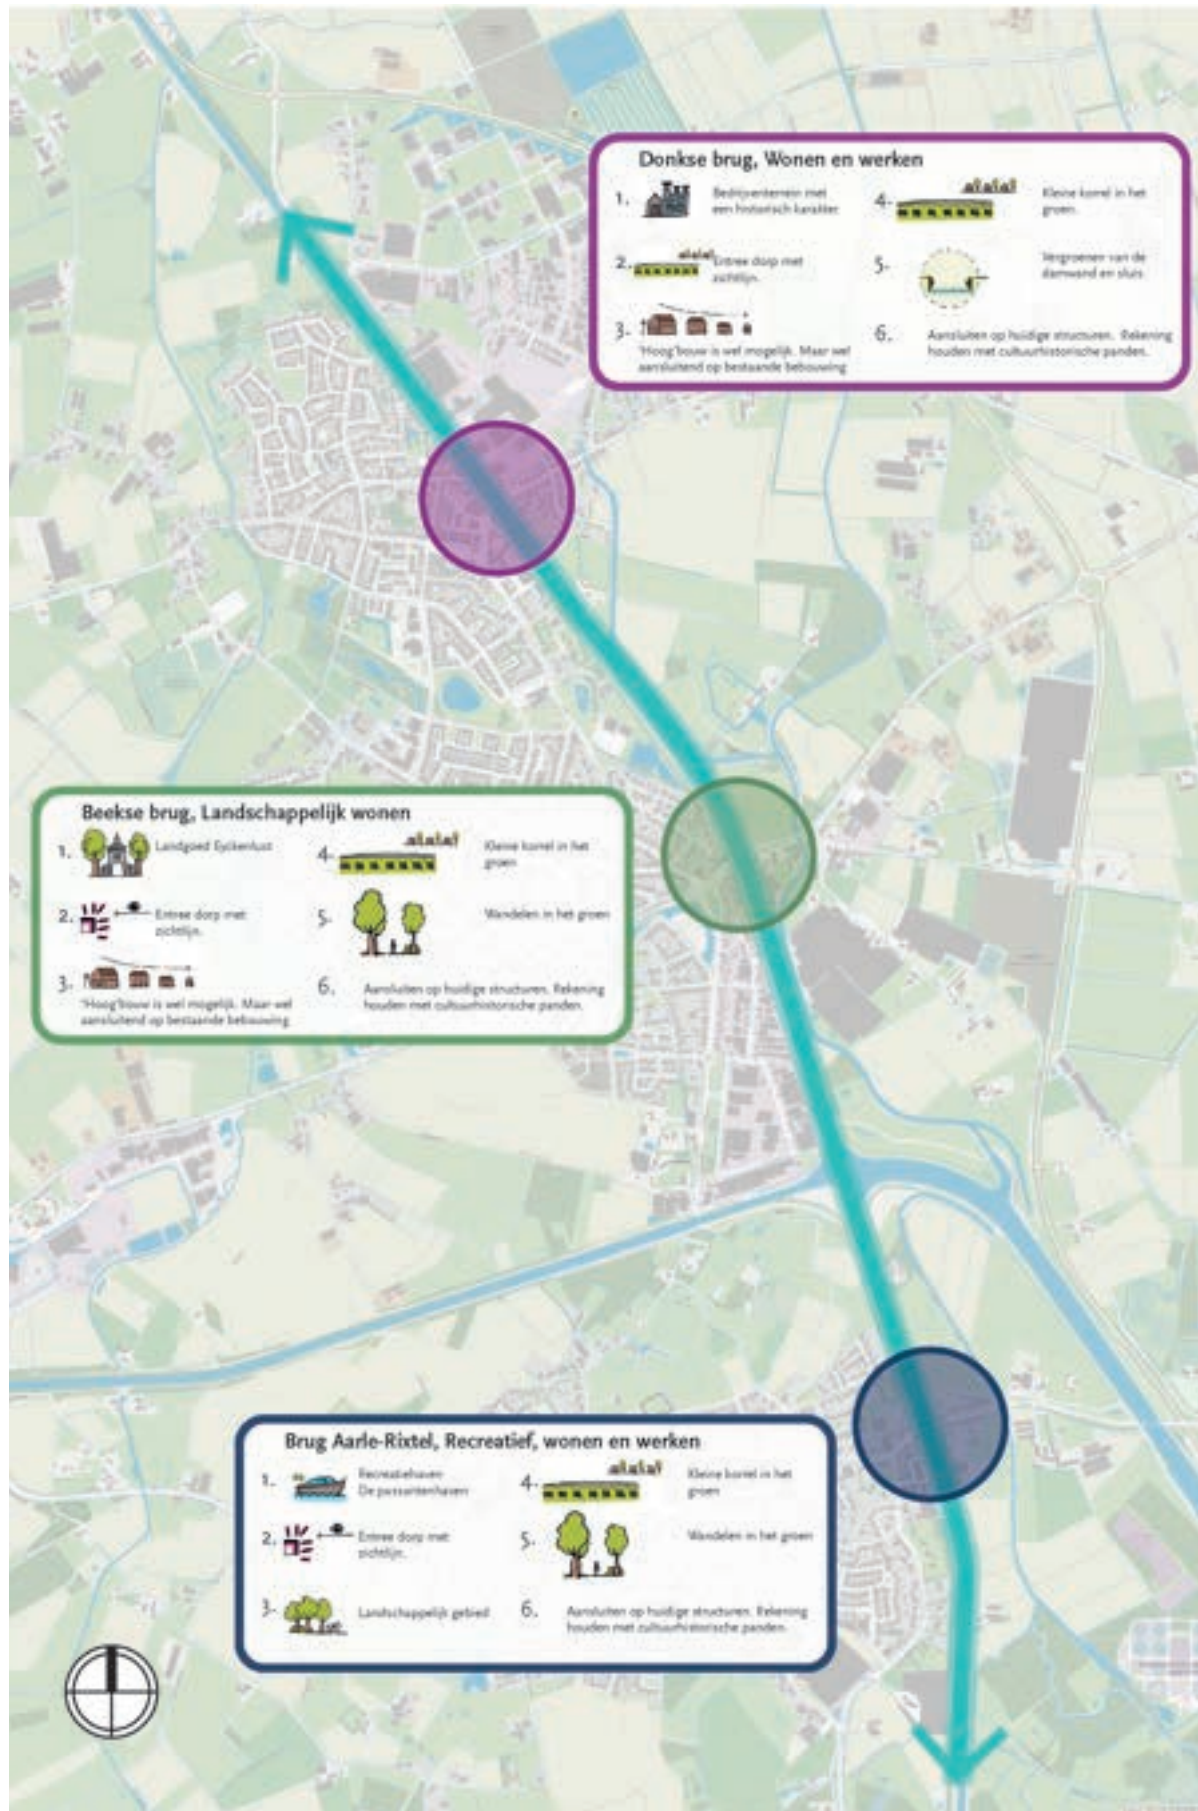 Donkse brug, Wonen en werken
1. Bedrijventerrein met
een historisch karakter.
2. Entree dorp met
zichtlijn.
3. 'Hoog'bouw is wel mogelijk. Maar wel
aansluitend op bestaande bebouwing
4. Kleine korrel in het
groen.
5. Vergroenen van de
damwand en sluis.
6. Aansluiten op huidige structuren. Rekening
houden met cultuurhistorische panden.
Beekse brug, Landschappelijk wonen
1. Landgoed Eyckenlust
2. Entree dorp met
zichtlijn.
3. 'Hoog'bouw is wel mogelijk. Maar wel
aansluitend op bestaande bebouwing
4. Kleine korrel in het
groen
5. Wandelen in het groen
6. Aansluiten op huidige structuren. Rekening
houden met cultuurhistorische panden.
Brug Aarle-Rixtel, Recreatief, wonen en werken
1. Recreatiehaven
De passantenhaven
2. Entree dorp met
zichtlijn.
3. Landschappelijk gebied
4. Kleine korrel in het
groen
5. Wandelen in het groen
6. Aansluiten op huidige structuren. Rekening
houden met cultuurhistorische panden.